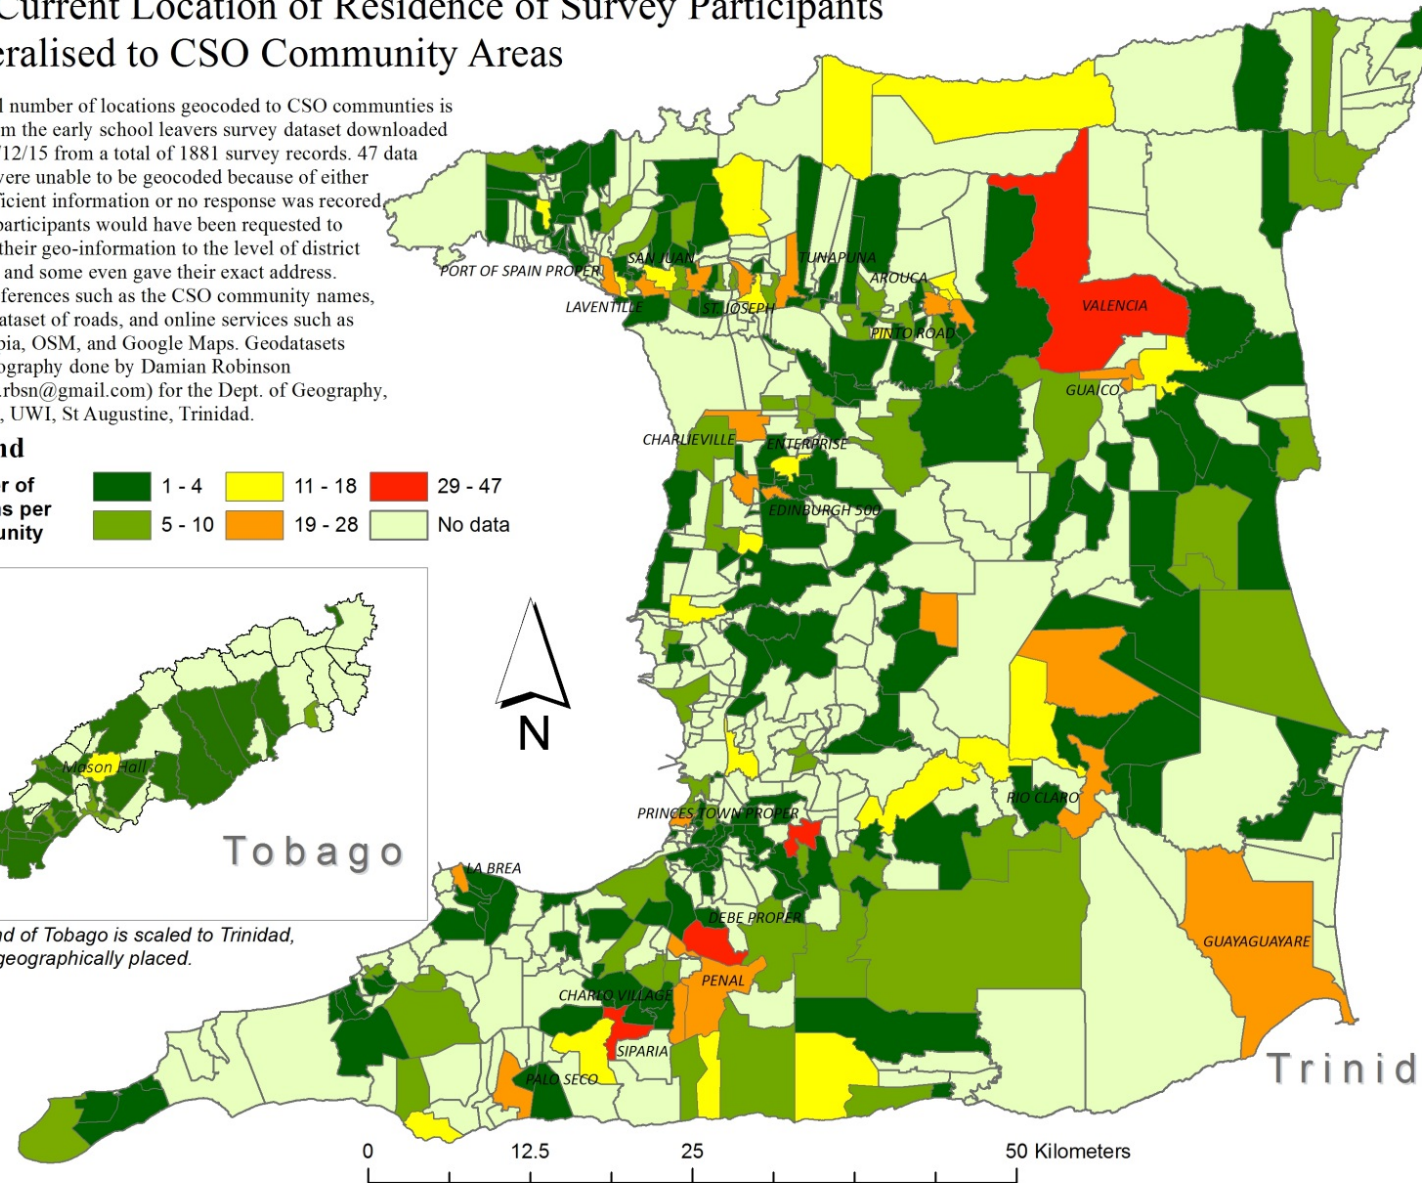 Current Location of Residence of Survey Participants
eralised to CSO Community Areas
l number of locations geocoded to CSO communties is
m the early school leavers survey dataset downloaded
/12/15 from a total of 1881 survey records. 47 data
vere unable to be geocoded because of either
ficient information or no response was recored.
participants would have been requested to
their geo-information to the level of district
and some even gave their exact address.
ferences such as the CSO community names,
ataset of roads, and online services such as
pia, OSM, and Google Maps. Geodatasets
ography done by Damian Robinson
.rbsn@gmail.com) for the Dept. of Geography,
, UWI, St Augustine, Trinidad.
nd
er of
ns per
unity
1 - 4
11 - 18
29 - 47
5 - 10
19 - 28
No data
PORT OF SPAIN PROPER
SAN JUAN
TUNAPUNA
AROUCA
LAVENTILLE
ST. JOSEPH
PINTO ROAD
VALENCIA
GUAICO
CHARLIEVILLE
ENTERPRISE
EDINBURGH 500
N
Mason Hall
Tobago
nd of Tobago is scaled to Trinidad,
geographically placed.
RIO CLARO
PRINCES TOWN PROPER
LA BREA
DEBE PROPER
GUAYAGUAYARE
PENAL
CHARLO VILLAGE
SIPARIA
PALO SECO
Trinid
0
12.5
25
50 Kilometers